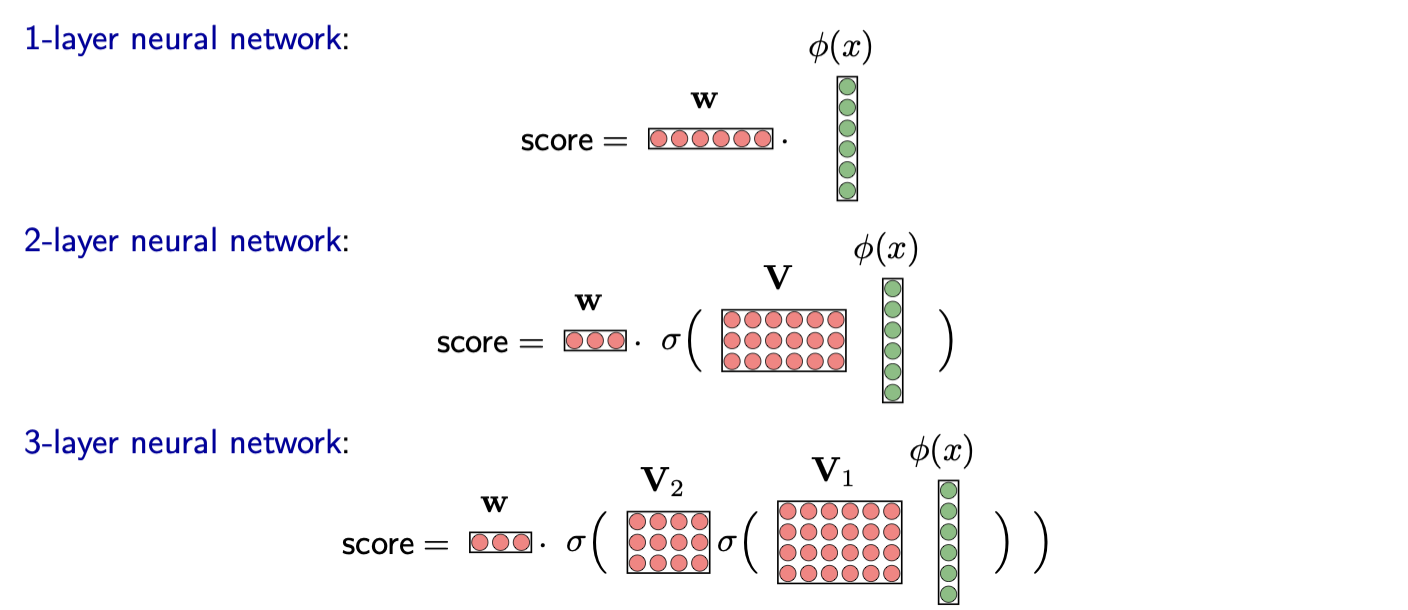 1-layer neural network:
ϕ(x)
w
score = ·
2-layer neural network:
ϕ(x)
V
w
score = · σ( )
3-layer neural network:
ϕ(x)
V₁
V₂
w
score = · σ( σ( ) )